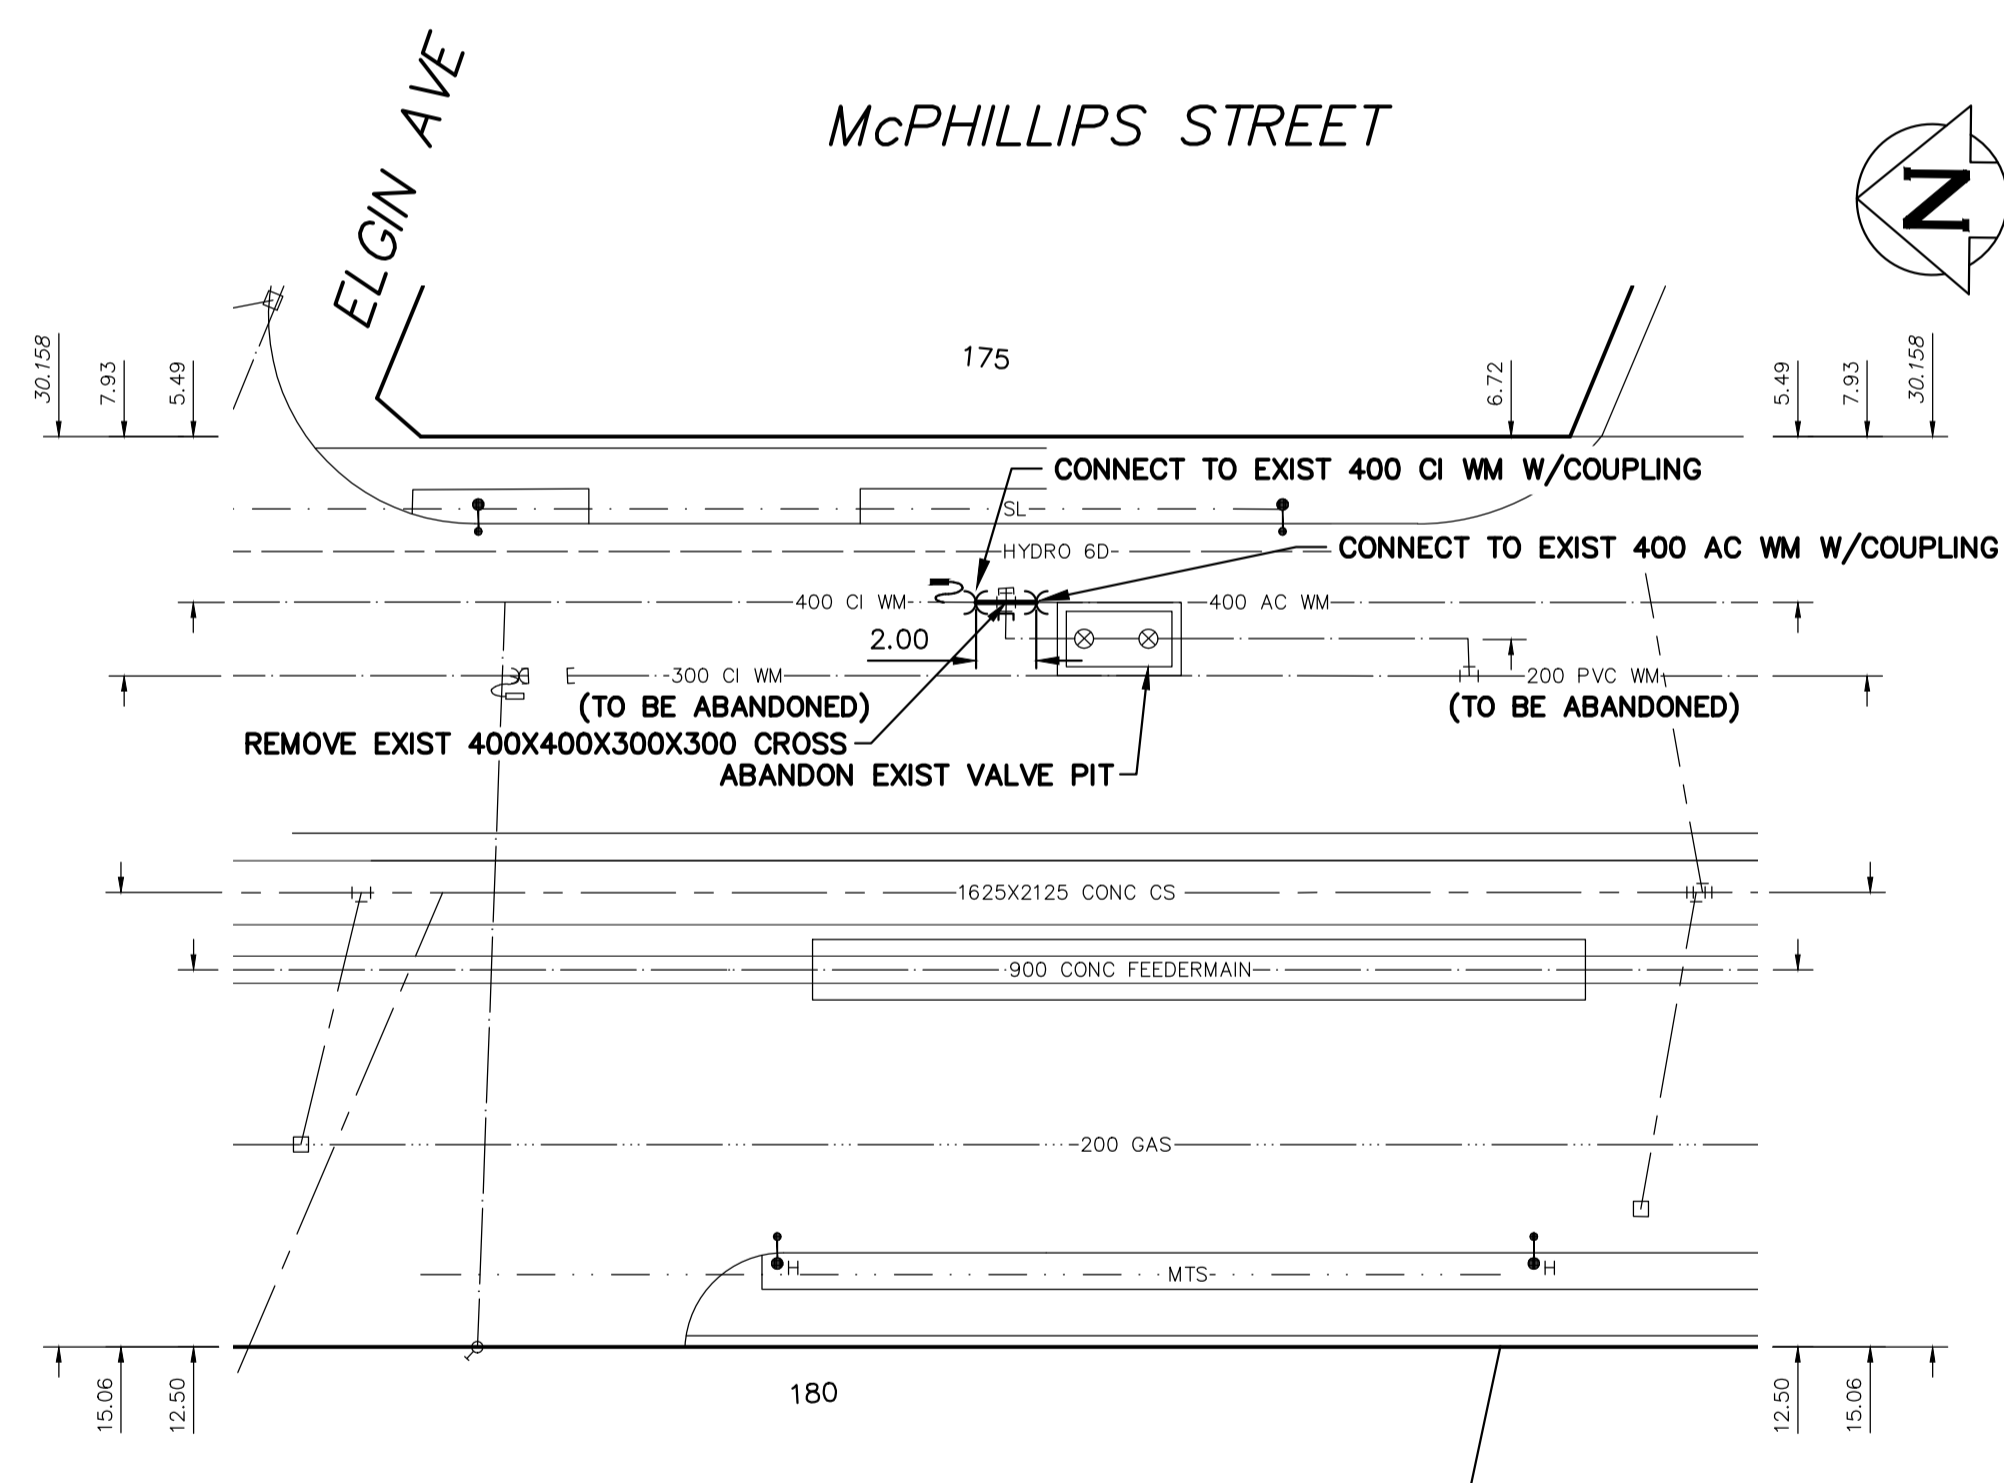 ELGIN AVE
McPHILLIPS STREET
N
30.158
7.93
5.49
175
6.72
5.49
7.93
30.158
CONNECT TO EXIST 400 CI WM W/COUPLING
SL
HYDRO 6D
CONNECT TO EXIST 400 AC WM W/COUPLING
400 CI WM
400 AC WM
2.00
300 CI WM
200 PVC WM
(TO BE ABANDONED)
(TO BE ABANDONED)
REMOVE EXIST 400X400X300X300 CROSS
ABANDON EXIST VALVE PIT
1625X2125 CONC CS
900 CONC FEEDERMAIN
200 GAS
H
MTS
H
15.06
12.50
180
12.50
15.06